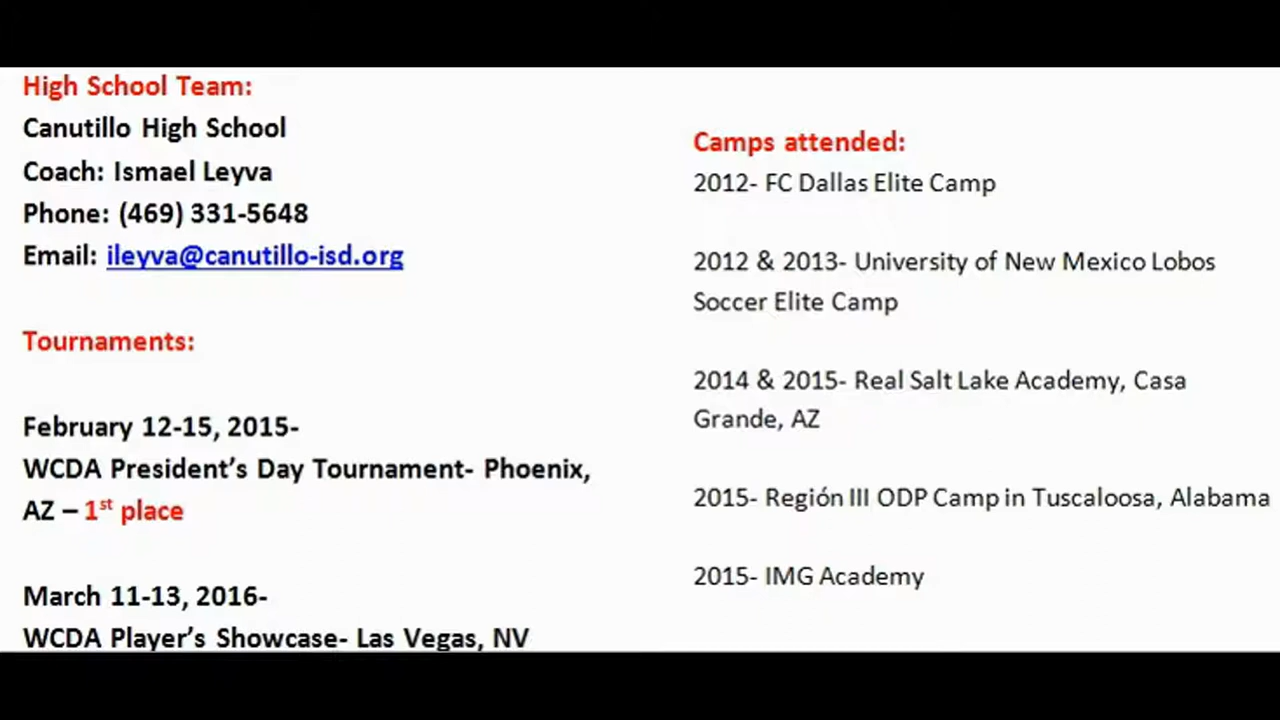 High School Team:
Canutillo High School
Coach: Ismael Leyva
Phone: (469) 331-5648
Email: ileyva@canutillo-isd.org
Tournaments:
February 12-15, 2015-
WCDA President’s Day Tournament- Phoenix,
AZ – 1st place
March 11-13, 2016-
WCDA Player’s Showcase- Las Vegas, NV
Camps attended:
2012- FC Dallas Elite Camp
2012 & 2013- University of New Mexico Lobos
Soccer Elite Camp
2014 & 2015- Real Salt Lake Academy, Casa
Grande, AZ
2015- Región III ODP Camp in Tuscaloosa, Alabama
2015- IMG Academy